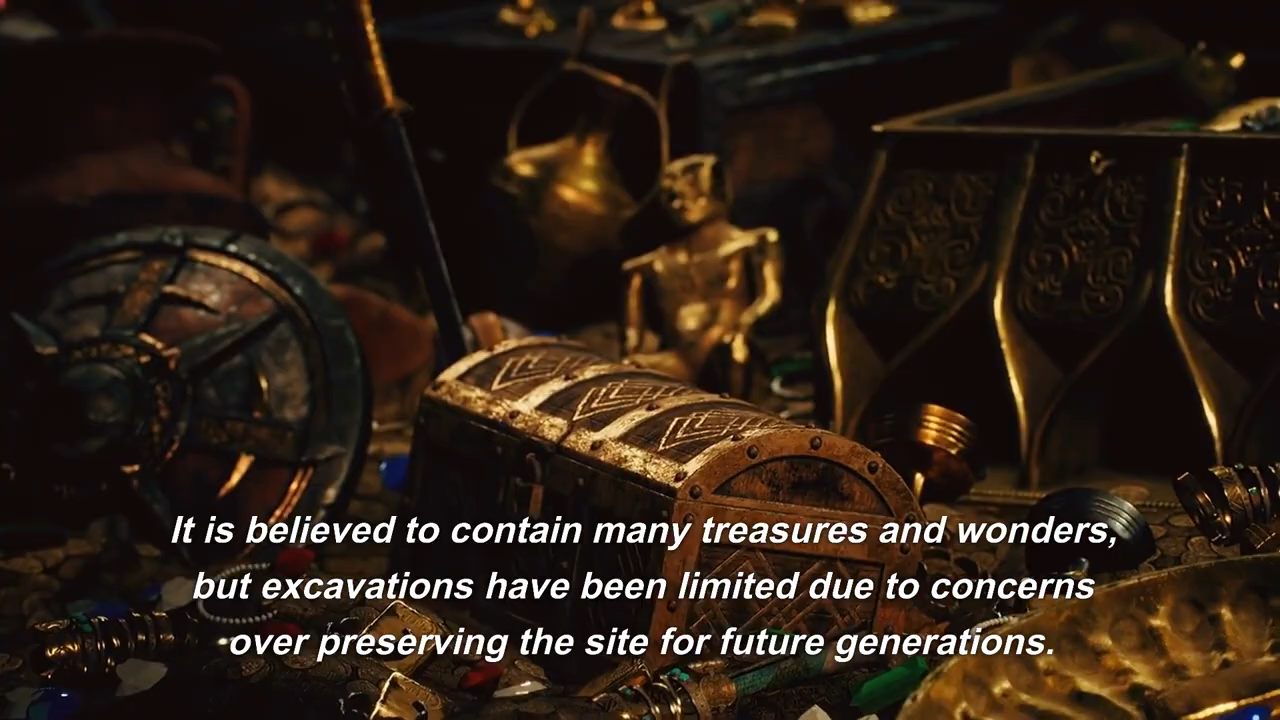 It is believed to contain many treasures and wonders,
but excavations have been limited due to concerns
over preserving the site for future generations.